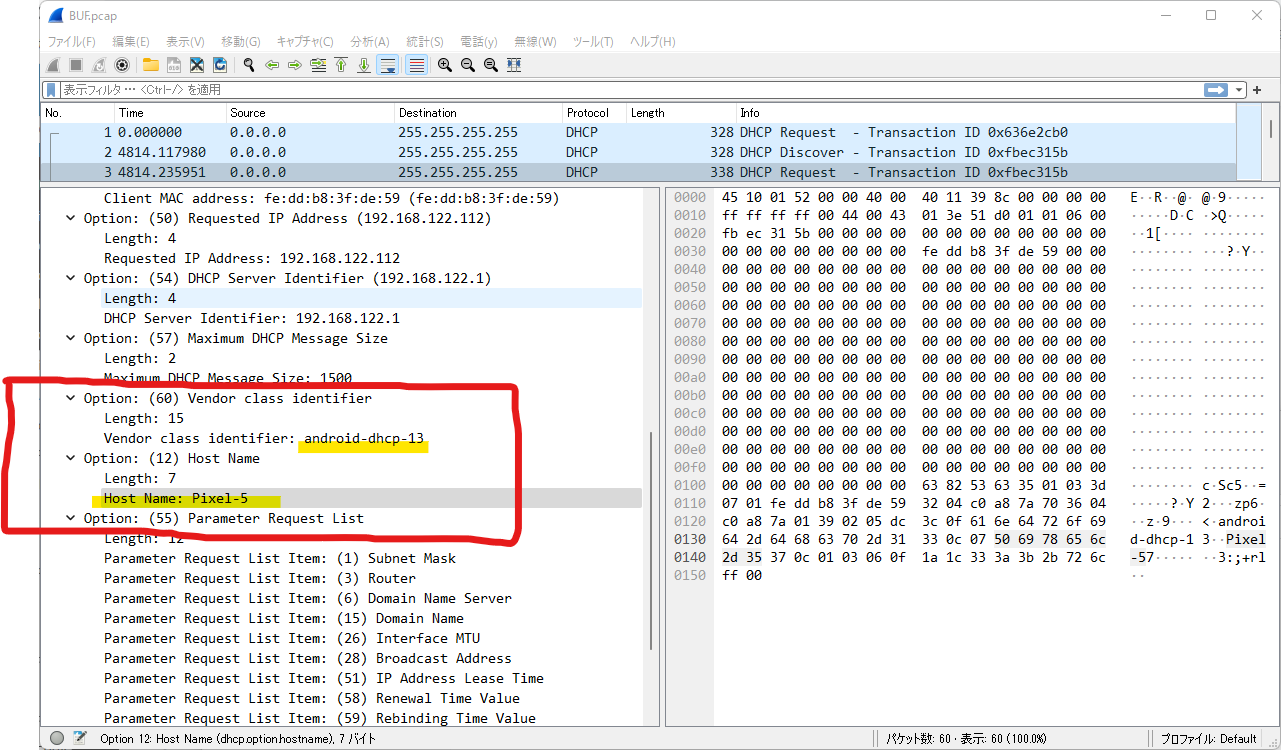 BUF.pcap
ファイル(F) 編集(E) 表示(V) 移動(G) キャプチャ(C) 分析(A) 統計(S) 電話(y) 無線(W) ツール(T) ヘルプ(H)
表示フィルタ … <Ctrl-/> を適用
No. Time Source Destination Protocol Length Info
1 0.000000 0.0.0.0 255.255.255.255 DHCP 328 DHCP Request - Transaction ID 0x636e2cb0
2 4814.117980 0.0.0.0 255.255.255.255 DHCP 328 DHCP Discover - Transaction ID 0xfbec315b
3 4814.235951 0.0.0.0 255.255.255.255 DHCP 338 DHCP Request - Transaction ID 0xfbec315b
Client MAC address: fe:dd:b8:3f:de:59 (fe:dd:b8:3f:de:59)
Option: (50) Requested IP Address (192.168.122.112)
Length: 4
Requested IP Address: 192.168.122.112
Option: (54) DHCP Server Identifier (192.168.122.1)
Length: 4
DHCP Server Identifier: 192.168.122.1
Option: (57) Maximum DHCP Message Size
Length: 2
Maximum DHCP Message Size: 1500
Option: (60) Vendor class identifier
Length: 15
Vendor class identifier: android-dhcp-13
Option: (12) Host Name
Length: 7
Host Name: Pixel-5
Option: (55) Parameter Request List
Length: 12
Parameter Request List Item: (1) Subnet Mask
Parameter Request List Item: (3) Router
Parameter Request List Item: (6) Domain Name Server
Parameter Request List Item: (15) Domain Name
Parameter Request List Item: (26) Interface MTU
Parameter Request List Item: (28) Broadcast Address
Parameter Request List Item: (51) IP Address Lease Time
Parameter Request List Item: (58) Renewal Time Value
Parameter Request List Item: (59) Rebinding Time Value
0000 45 10 01 52 00 00 40 00 40 11 39 8c 00 00 00 00 E··R··@· @·9·····
0010 ff ff ff ff 00 44 00 43 01 3e 51 d0 01 01 06 00 ·····D·C ·>Q·····
0020 fb ec 31 5b 00 00 00 00 00 00 00 00 00 00 00 00 ··1[···· ········
0030 00 00 00 00 00 00 00 00 fe dd b8 3f de 59 00 00 ········ ···?·Y··
0040 00 00 00 00 00 00 00 00 00 00 00 00 00 00 00 00 ········ ········
0050 00 00 00 00 00 00 00 00 00 00 00 00 00 00 00 00 ········ ········
0060 00 00 00 00 00 00 00 00 00 00 00 00 00 00 00 00 ········ ········
0070 00 00 00 00 00 00 00 00 00 00 00 00 00 00 00 00 ········ ········
0080 00 00 00 00 00 00 00 00 00 00 00 00 00 00 00 00 ········ ········
0090 00 00 00 00 00 00 00 00 00 00 00 00 00 00 00 00 ········ ········
00a0 00 00 00 00 00 00 00 00 00 00 00 00 00 00 00 00 ········ ········
00b0 00 00 00 00 00 00 00 00 00 00 00 00 00 00 00 00 ········ ········
00c0 00 00 00 00 00 00 00 00 00 00 00 00 00 00 00 00 ········ ········
00d0 00 00 00 00 00 00 00 00 00 00 00 00 00 00 00 00 ········ ········
00e0 00 00 00 00 00 00 00 00 00 00 00 00 00 00 00 00 ········ ········
00f0 00 00 00 00 00 00 00 00 00 00 00 00 00 00 00 00 ········ ········
0100 00 00 00 00 00 00 00 00 63 82 53 63 35 01 03 3d ········ c·Sc5··=
0110 07 01 fe dd b8 3f de 59 32 04 c0 a8 7a 70 36 04 ·····?·Y 2···zp6·
0120 c0 a8 7a 01 39 02 05 dc 3c 0f 61 6e 64 72 6f 69 ··z·9··· <·androi
0130 64 2d 64 68 63 70 2d 31 33 0c 07 50 69 78 65 6c d-dhcp-1 3··Pixel
0140 2d 35 37 0c 01 03 06 0f 1a 1c 33 3a 3b 2b 72 6c -57····· ··3:;+rl
0150 ff 00 ··
Option 12: Host Name (dhcp.option.hostname), 7 バイト パケット数: 60 · 表示: 60 (100.0%) プロファイル: Default